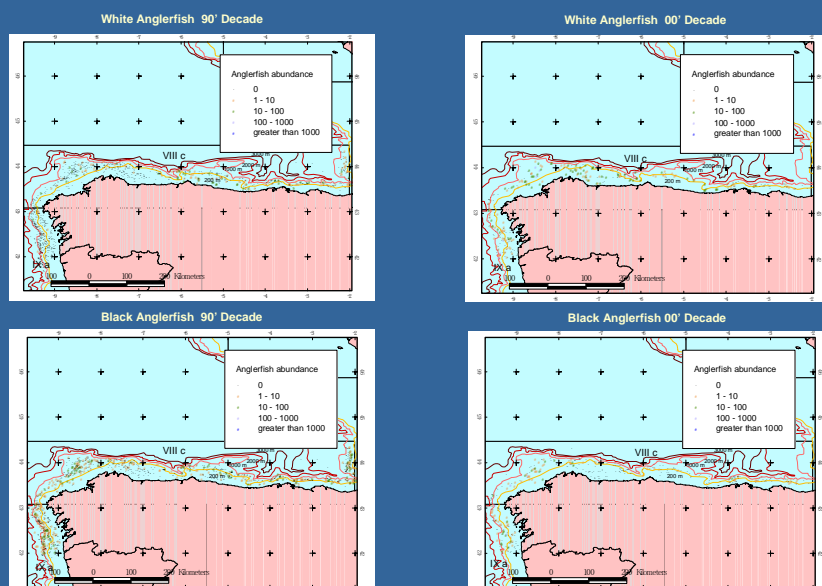 White Anglerfish 90' Decade
Anglerfish abundance
0
1 - 10
10 - 100
100 - 1000
greater than 1000
VIII c
200 m
IX a
100 0 100 200 Kilometers
White Anglerfish 00' Decade
Anglerfish abundance
0
1 - 10
10 - 100
100 - 1000
greater than 1000
VIII c
200 m
IX a
100 0 100 200 Kilometers
Black Anglerfish 90' Decade
Anglerfish abundance
0
1 - 10
10 - 100
100 - 1000
greater than 1000
VIII c
2000 m
200 m
IX a
100 0 100 200 Kilometers
Black Anglerfish 00' Decade
Anglerfish abundance
0
1 - 10
10 - 100
100 - 1000
greater than 1000
VIII c
2000 m
200 m
IX a
100 0 100 200 Kilometers